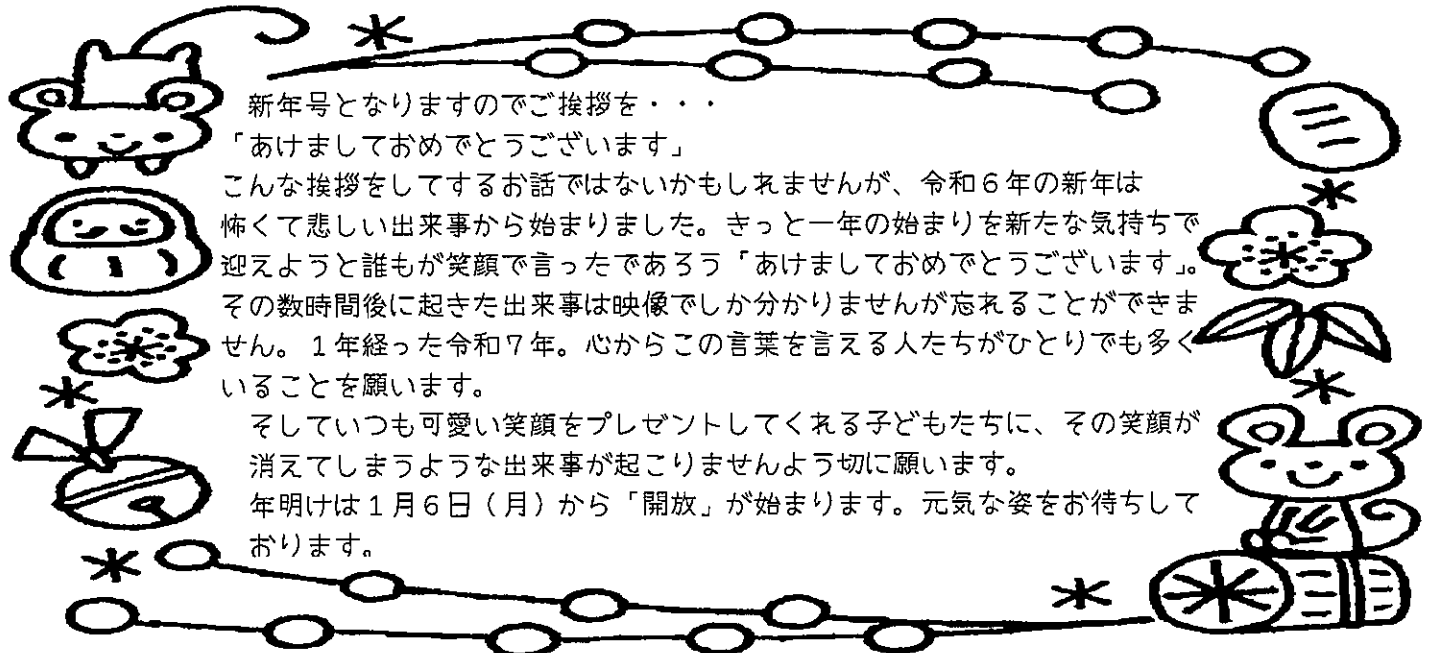 新年号となりますのでご挨拶を・・・
「あけましておめでとうございます」
こんな挨拶をしてするお話ではないかもしれませんが、令和６年の新年は
怖くて悲しい出来事から始まりました。きっと一年の始まりを新たな気持ちで
迎えようと誰もが笑顔で言ったであろう「あけましておめでとうございます」。
その数時間後に起きた出来事は映像でしか分かりませんが忘れることができま
せん。１年経った令和７年。心からこの言葉を言える人たちがひとりでも多く
いることを願います。
そしていつも可愛い笑顔をプレゼントしてくれる子どもたちに、その笑顔が
消えてしまうような出来事が起こりませんよう切に願います。
年明けは１月６日（月）から「開放」が始まります。元気な姿をお待ちして
おります。